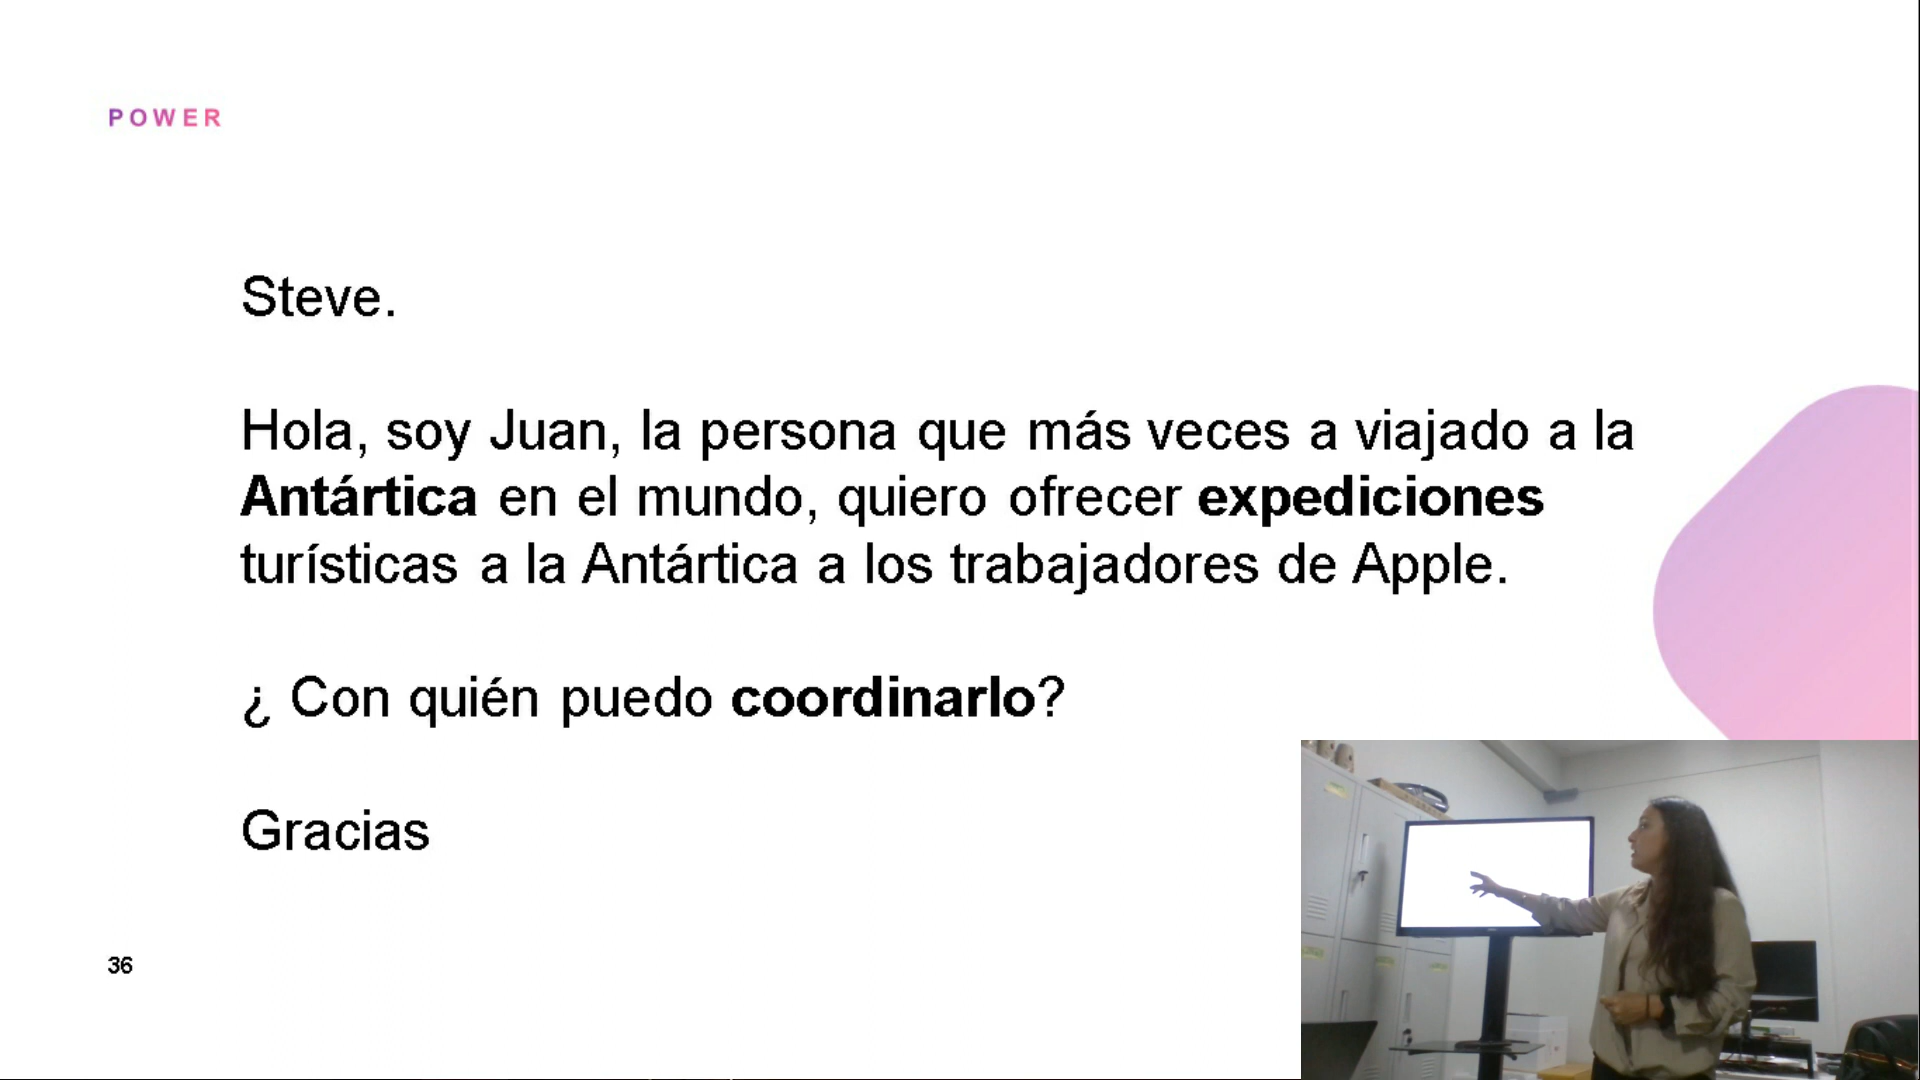 POWER
Steve.
Hola, soy Juan, la persona que más veces a viajado a la
Antártica en el mundo, quiero ofrecer expediciones
turísticas a la Antártica a los trabajadores de Apple.
¿ Con quién puedo coordinarlo?
Gracias
36